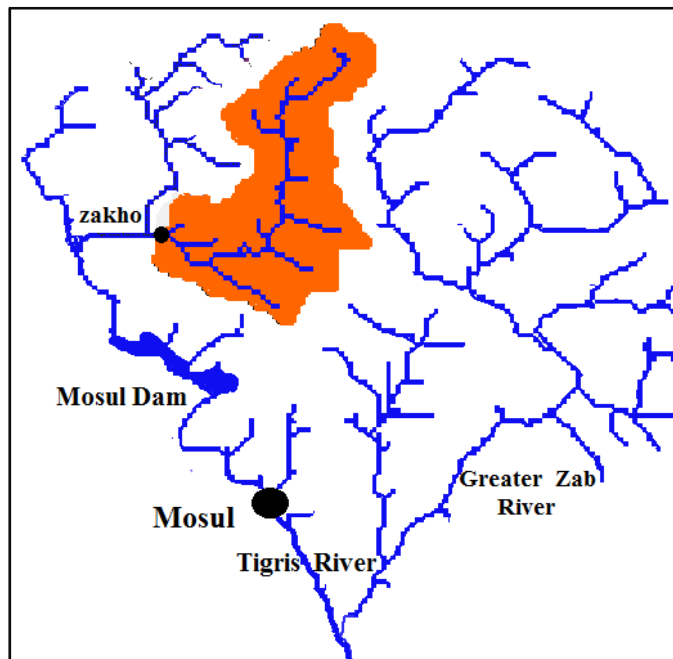 zakho
Mosul Dam
Greater Zab
River
Mosul
Tigris River